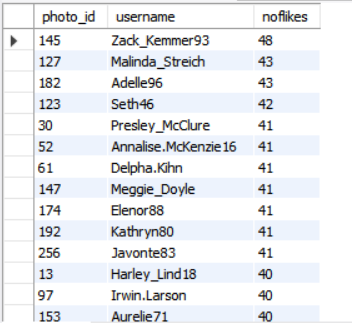 photo_id username noflikes
145 Zack_Kemmer93 48
127 Malinda_Streich 43
182 Adelle96 43
123 Seth46 42
30 Presley_McClure 41
52 Annalise.McKenzie16 41
61 Delpha.Kihn 41
147 Meggie_Doyle 41
174 Elenor88 41
192 Kathryn80 41
256 Javonte83 41
13 Harley_Lind18 40
97 Irwin.Larson 40
153 Aurelie71 40